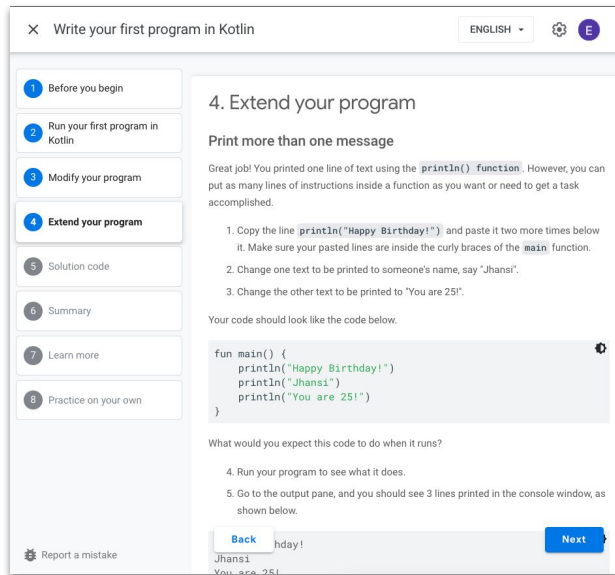 Write your first program in Kotlin
ENGLISH
E
1 Before you begin
2 Run your first program in
Kotlin
3 Modify your program
4 Extend your program
5 Solution code
6 Summary
7 Learn more
8 Practice on your own
Report a mistake
4. Extend your program
Print more than one message
Great job! You printed one line of text using the println() function. However, you can
put as many lines of instructions inside a function as you want or need to get a task
accomplished.
1. Copy the line println("Happy Birthday!") and paste it two more times below
it. Make sure your pasted lines are inside the curly braces of the main function.
2. Change one text to be printed to someone's name, say "Jhansi".
3. Change the other text to be printed to "You are 25!".
Your code should look like the code below.
fun main() {
    println("Happy Birthday!")
    println("Jhansi")
    println("You are 25!")
}
What would you expect this code to do when it runs?
4. Run your program to see what it does.
5. Go to the output pane, and you should see 3 lines printed in the console window, as
shown below.
Back
hday!
Next
Jhansi
You are 25!